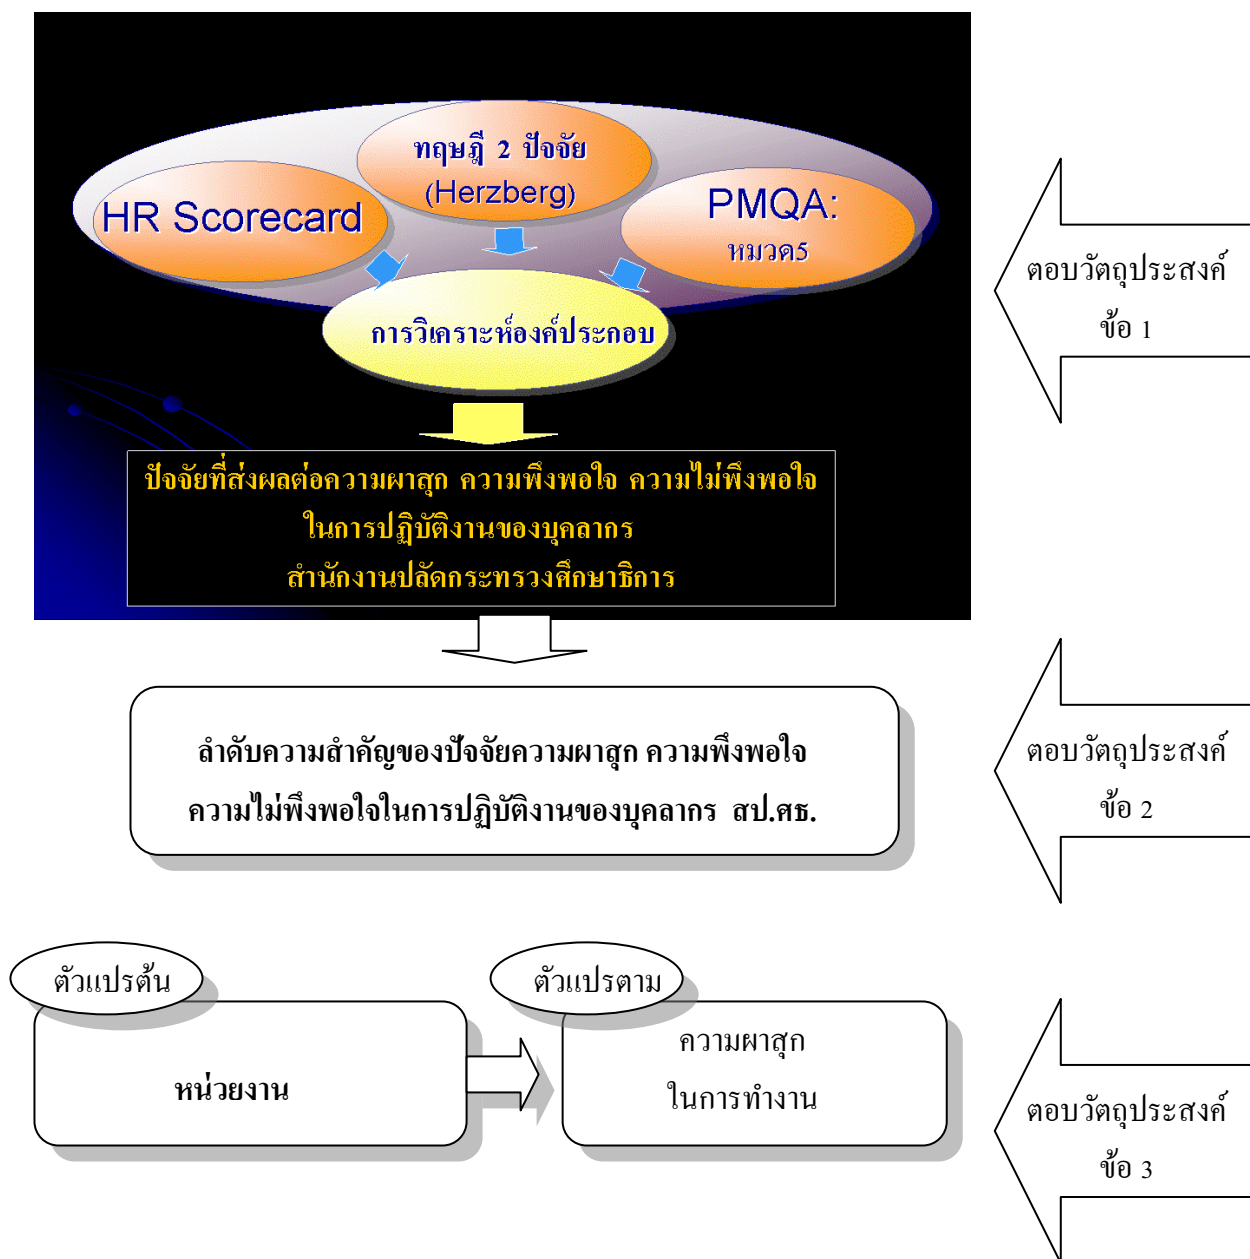 ทฤษฎี 2 ปัจจัย
(Herzberg)
HR Scorecard
PMQA:
หมวด5
การวิเคราะห์องค์ประกอบ
ตอบวัตถุประสงค์
ข้อ 1
ปัจจัยที่ส่งผลต่อความผาสุก ความพึงพอใจ ความไม่พึงพอใจ
ในการปฏิบัติงานของบุคลากร
สำนักงานปลัดกระทรวงศึกษาธิการ
ลำดับความสำคัญของปัจจัยความผาสุก ความพึงพอใจ
ความไม่พึงพอใจในการปฏิบัติงานของบุคลากร สป.ศธ.
ตอบวัตถุประสงค์
ข้อ 2
ตัวแปรต้น
หน่วยงาน
ตัวแปรตาม
ความผาสุก
ในการทำงาน
ตอบวัตถุประสงค์
ข้อ 3